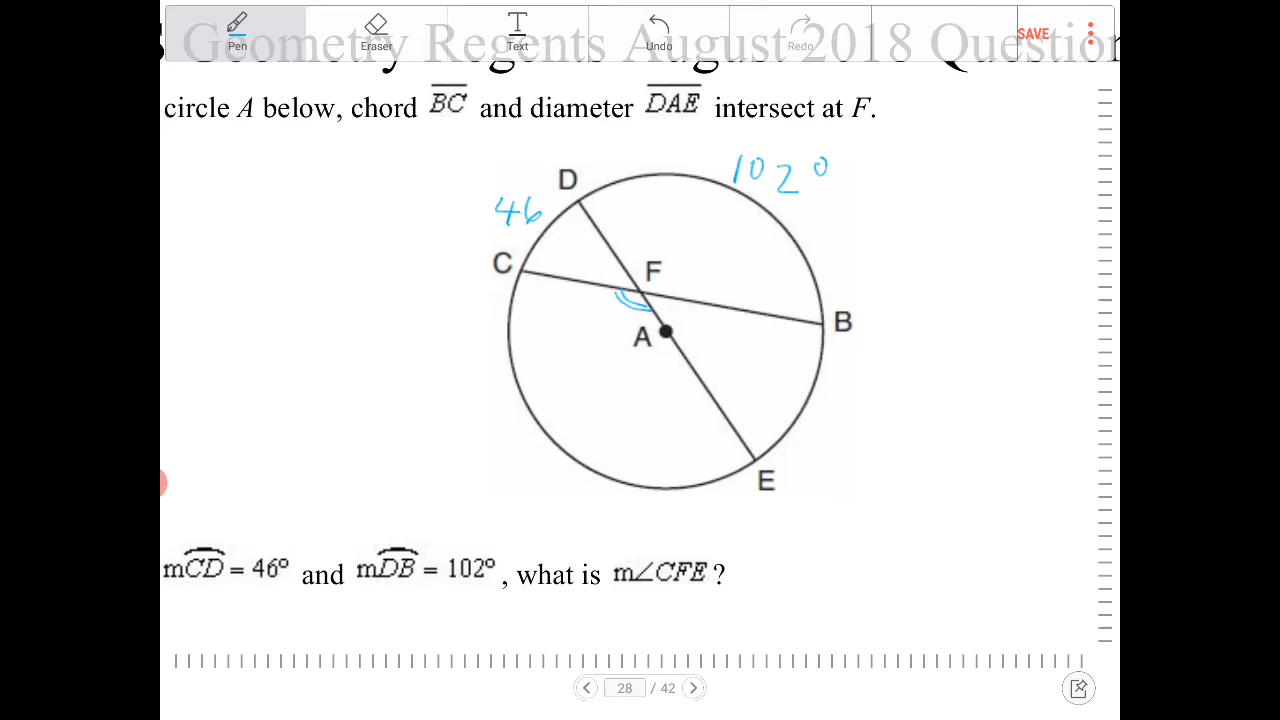 S Geometry Regents August 2018 Question
Pen Eraser Text Undo Redo SAVE
circle A below, chord BC and diameter DAE intersect at F.
102°
D
46
C
F
B
A
E
mCD = 46° and mDB = 102°, what is m∠CFE?
28 / 42